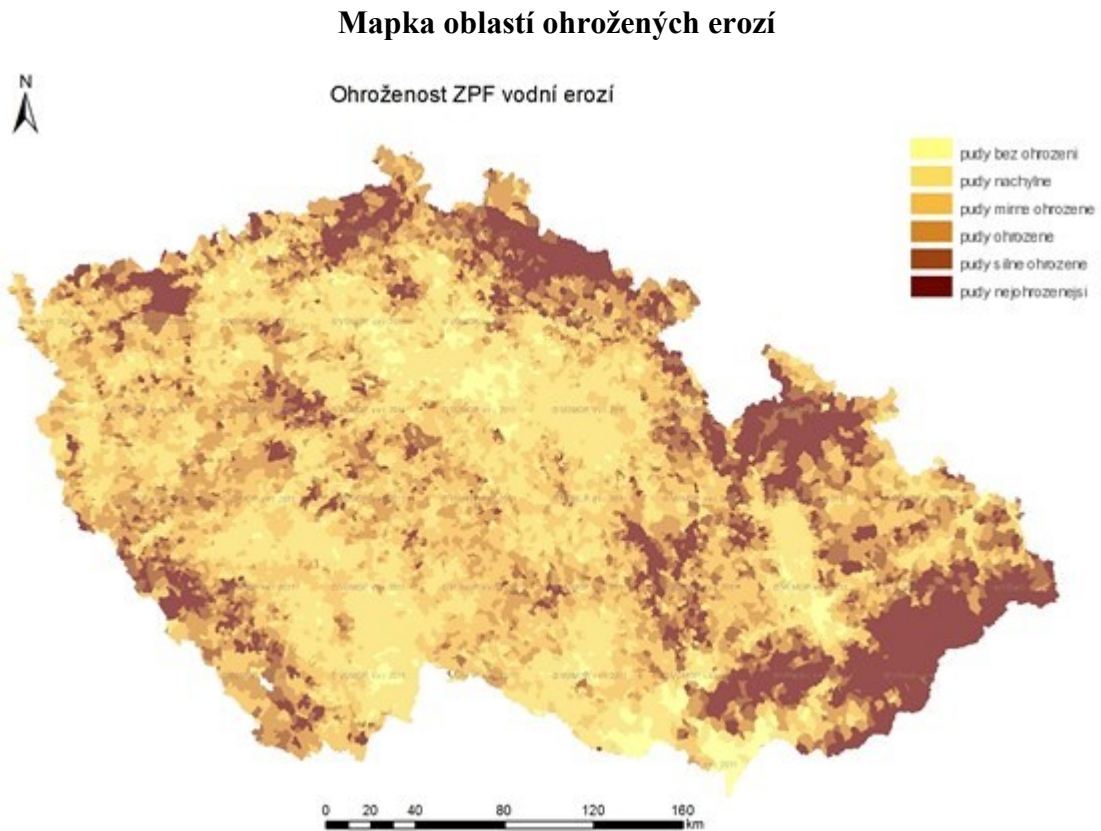 Mapka oblastí ohrožených erozí
N
Ohroženost ZPF vodní erozí
pudy bez ohrozeni
pudy nachylne
pudy mirne ohrozene
pudy ohrozene
pudy silne ohrozene
pudy nejohrozenejsi
0 20 40 80 120 160
km